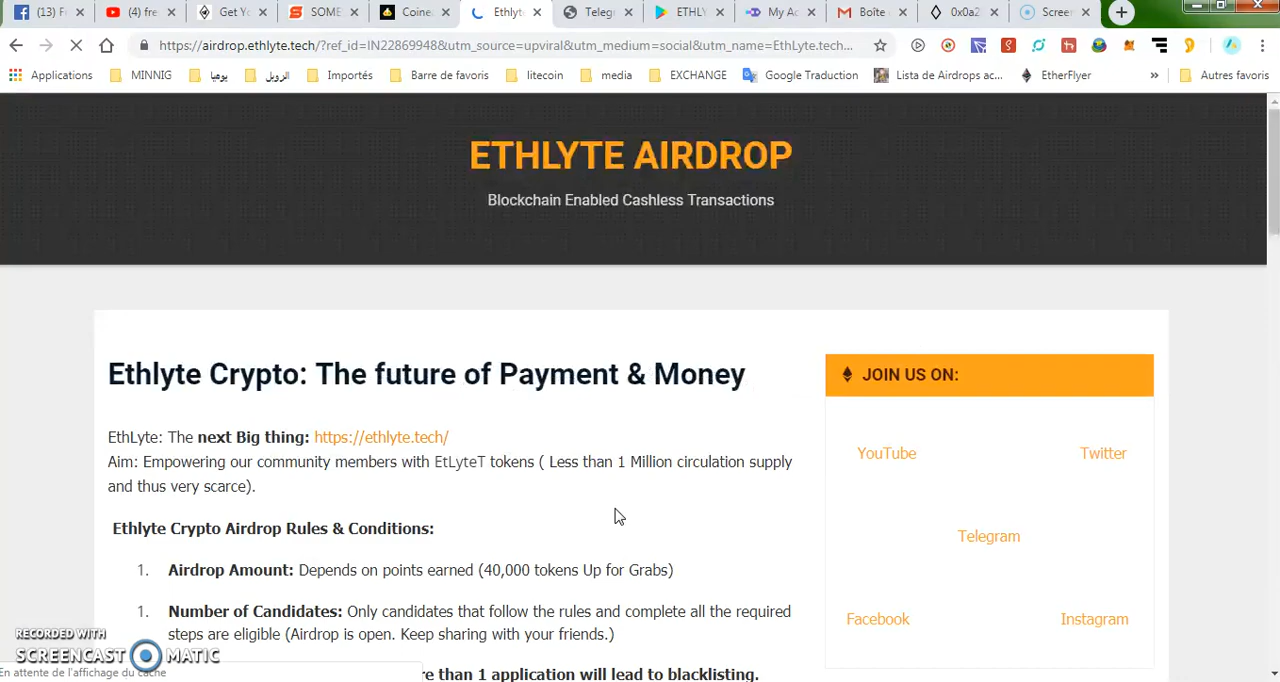 (13) F
(4) fre
Get Yo
SOME
Coine
Ethlyte
Telegr
ETHLY
My Ac
Boîte
0x0a2
Screen
https://airdrop.ethlyte.tech/?ref_id=IN22869948&utm_source=upviral&utm_medium=social&utm_name=EthLyte.tech...
Applications
MINNIG
يوميا
الروبل
Importés
Barre de favoris
litecoin
media
EXCHANGE
Google Traduction
Lista de Airdrops ac...
EtherFlyer
»
Autres favoris
ETHLYTE AIRDROP
Blockchain Enabled Cashless Transactions
Ethlyte Crypto: The future of Payment & Money
EthLyte: The next Big thing: https://ethlyte.tech/
Aim: Empowering our community members with EtLyteT tokens ( Less than 1 Million circulation supply
and thus very scarce).
Ethlyte Crypto Airdrop Rules & Conditions:
1. Airdrop Amount: Depends on points earned (40,000 tokens Up for Grabs)
1. Number of Candidates: Only candidates that follow the rules and complete all the required
steps are eligible (Airdrop is open. Keep sharing with your friends.)
re than 1 application will lead to blacklisting.
JOIN US ON:
YouTube
Twitter
Telegram
Facebook
Instagram
RECORDED WITH
SCREENCAST MATIC
En attente de l'affichage du cache